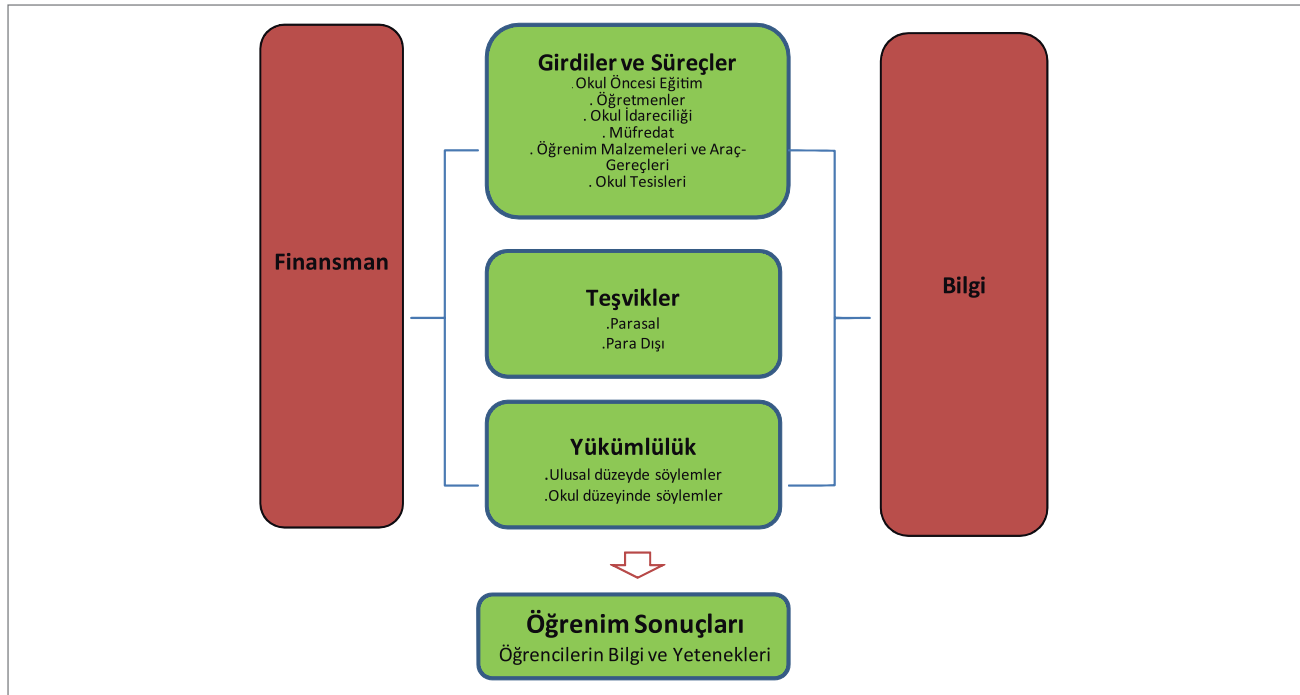 Finansman
Girdiler ve Süreçler
. Okul Öncesi Eğitim
. Öğretmenler
. Okul İdareciliği
. Müfredat
. Öğrenim Malzemeleri ve Araç-
Gereçleri
. Okul Tesisleri
Teşvikler
.Parasal
.Para Dışı
Yükümlülük
.Ulusal düzeyde söylemler
.Okul düzeyinde söylemler
Bilgi
Öğrenim Sonuçları
Öğrencilerin Bilgi ve Yetenekleri